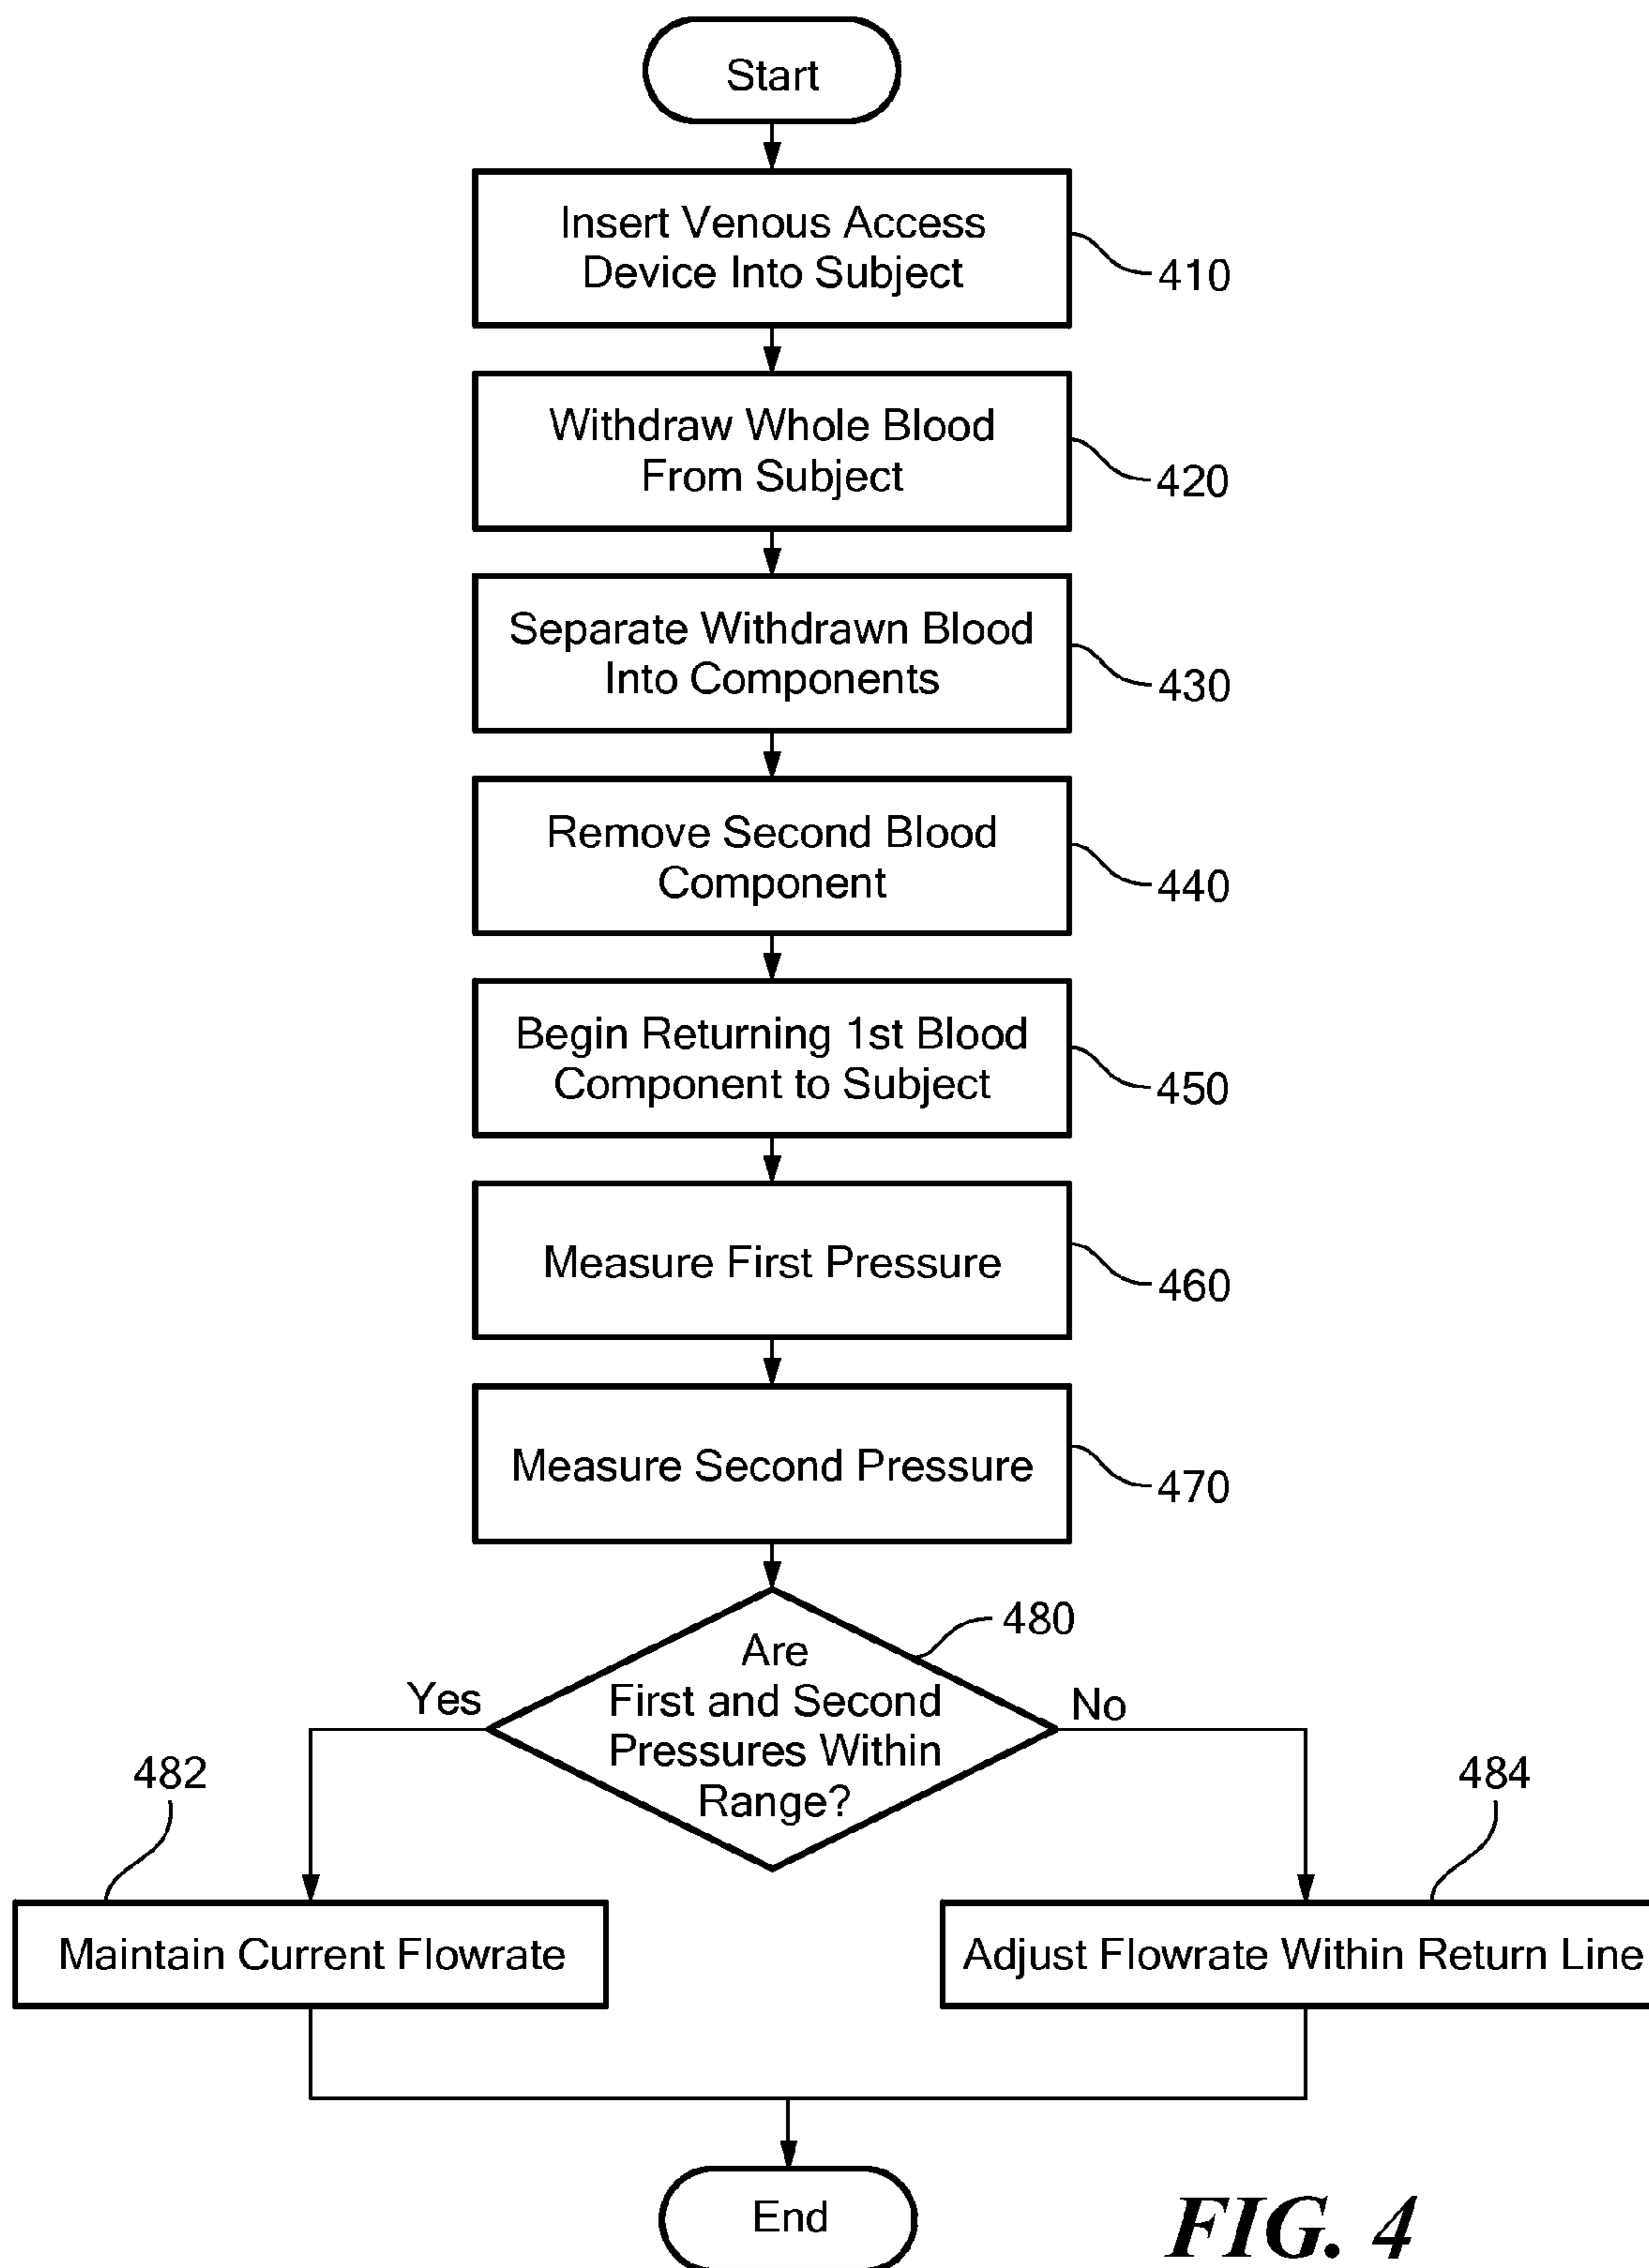 Start
Insert Venous Access
Device Into Subject
410
Withdraw Whole Blood
From Subject
420
Separate Withdrawn Blood
Into Components
430
Remove Second Blood
Component
440
Begin Returning 1st Blood
Component to Subject
450
Measure First Pressure
460
Measure Second Pressure
470
480
Are
First and Second
Pressures Within
Range?
Yes
No
482
484
Maintain Current Flowrate
Adjust Flowrate Within Return Line
End
FIG. 4